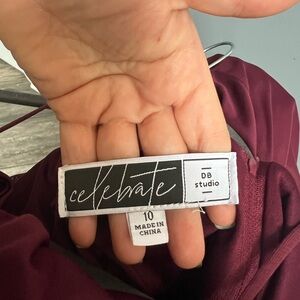 celebrate
DB
studio
10
MADE IN
CHINA